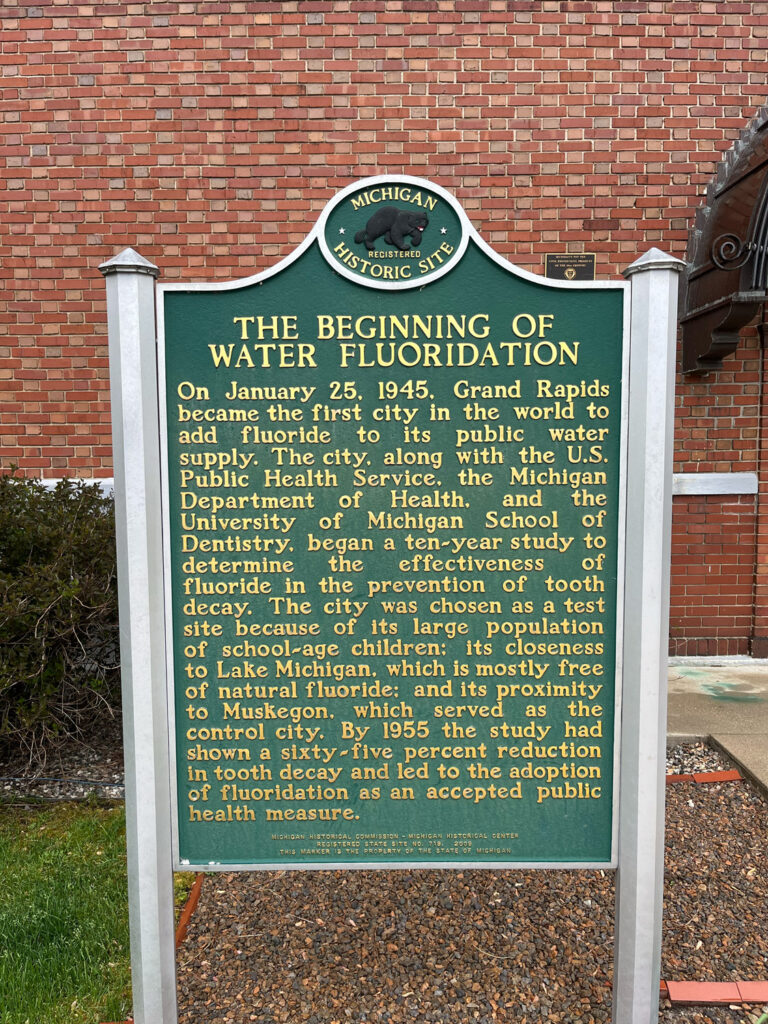 MICHIGAN
REGISTERED
HISTORIC SITE
THE BEGINNING OF
WATER FLUORIDATION
On January 25, 1945, Grand Rapids
became the first city in the world to
add fluoride to its public water
supply. The city, along with the U.S.
Public Health Service, the Michigan
Department of Health, and the
University of Michigan School of
Dentistry, began a ten-year study to
determine the effectiveness of
fluoride in the prevention of tooth
decay. The city was chosen as a test
site because of its large population
of school-age children; its closeness
to Lake Michigan, which is mostly free
of natural fluoride; and its proximity
to Muskegon, which served as the
control city. By 1955 the study had
shown a sixty-five percent reduction
in tooth decay and led to the adoption
of fluoridation as an accepted public
health measure.
MICHIGAN HISTORICAL COMMISSION - MICHIGAN HISTORICAL CENTER
REGISTERED STATE SITE NO. 719, 2009
THIS MARKER IS THE PROPERTY OF THE STATE OF MICHIGAN